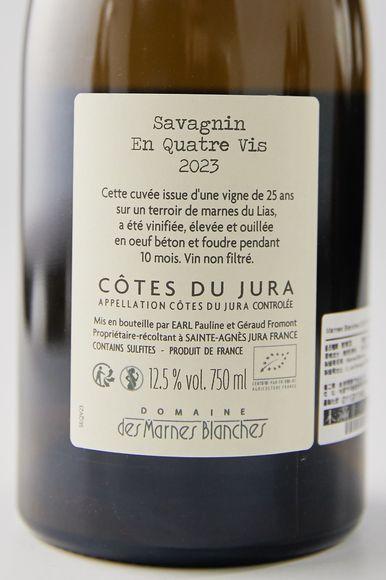 Savagnin
En Quatre Vis
2023
Cette cuvée issue d'une vigne de 25 ans
sur un terroir de marnes du Lias,
a été vinifiée, élevée et ouillée
en oeuf béton et foudre pendant
10 mois. Vin non filtré.
CÔTES DU JURA
APPELLATION CÔTES DU JURA CONTROLÉE
Mis en bouteille par EARL Pauline et Géraud Fromont
Propriétaire-récoltant à SAINTE-AGNÈS JURA FRANCE
CONTAINS SULFITES - PRODUIT DE FRANCE
12.5 % vol. 750 ml
DOMAINE
des Marnes Blanches